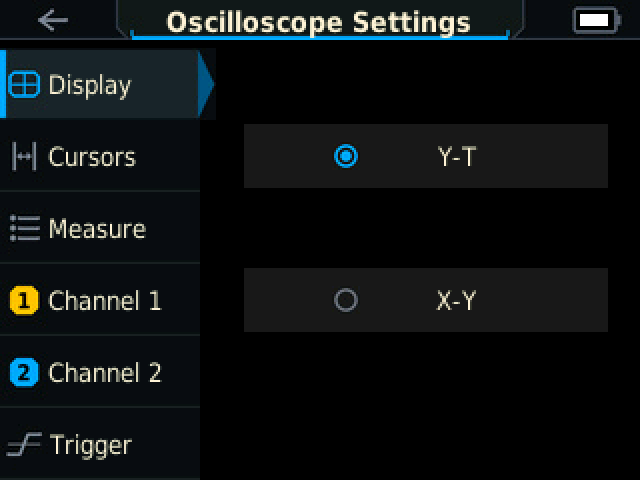 Oscilloscope Settings
Display
Cursors
Measure
1 Channel 1
2 Channel 2
Trigger
Y-T
X-Y